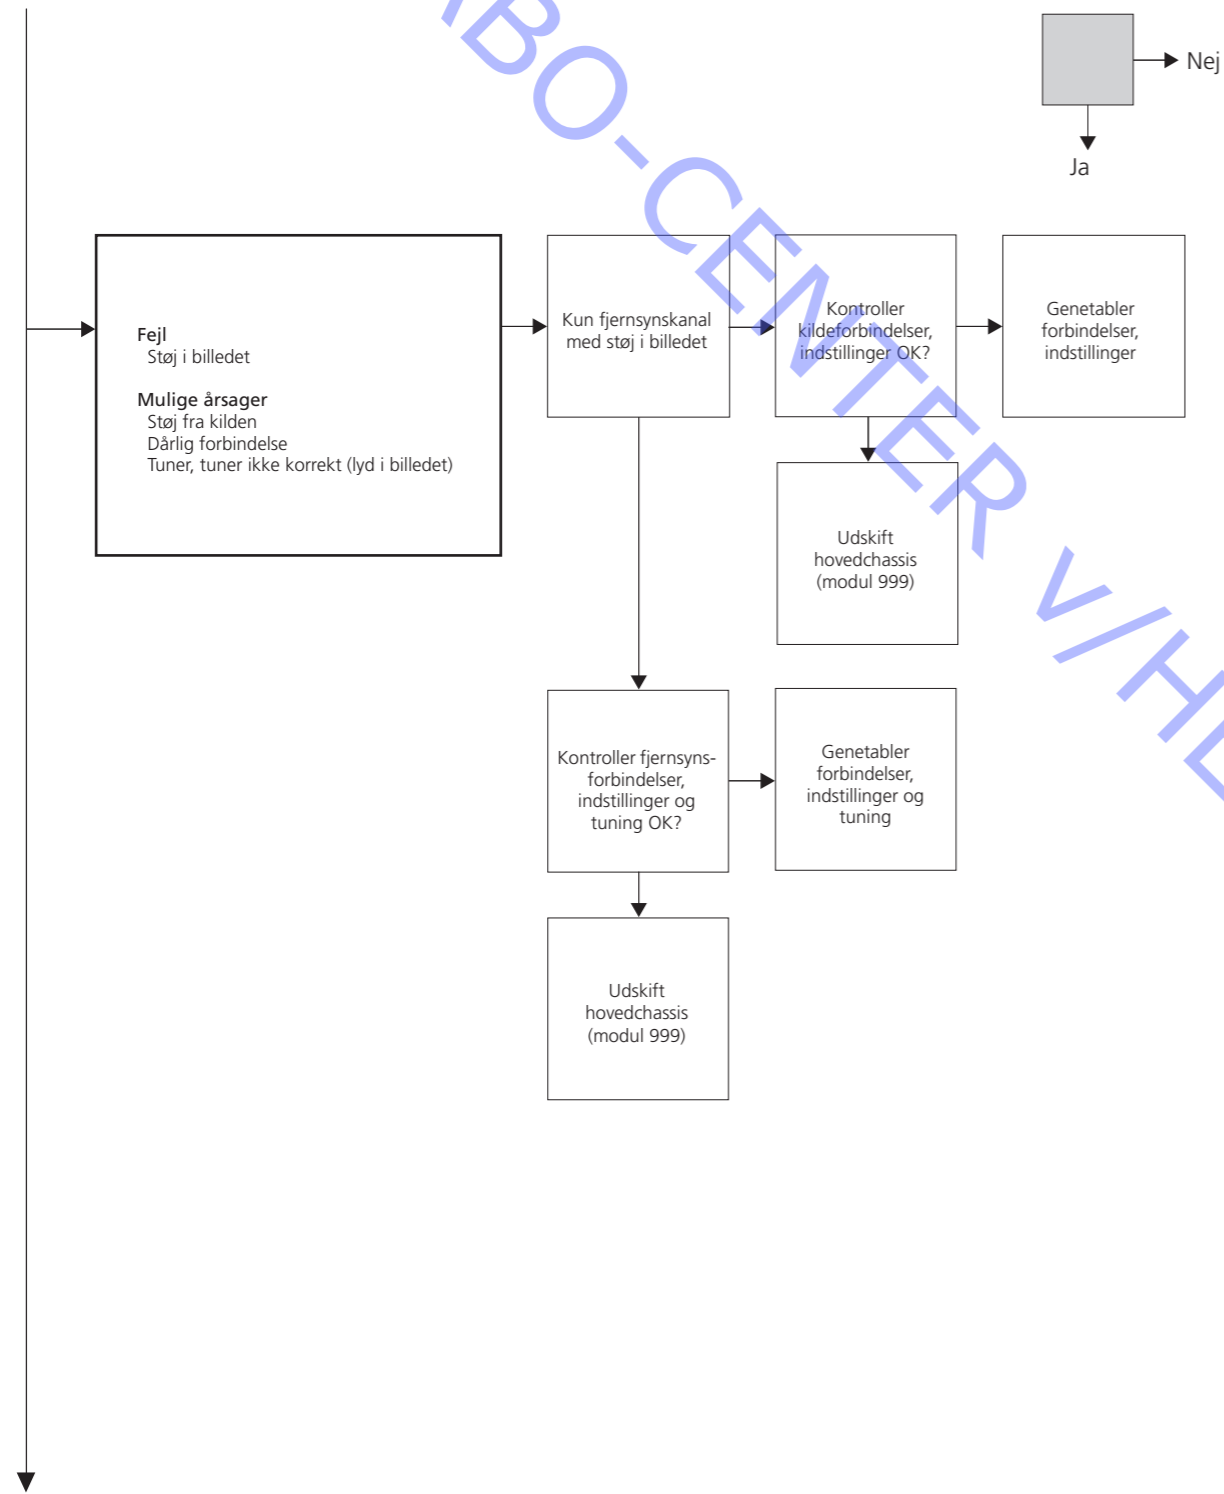 Nej
Ja
Fejl
Støj i billedet
Mulige årsager
Støj fra kilden
Dårlig forbindelse
Tuner, tuner ikke korrekt (lyd i billedet)
Kun fjernsynskanal
med støj i billedet
Kontroller
kildeforbindelser,
indstillinger OK?
Genetabler
forbindelser,
indstillinger
Udskift
hovedchassis
(modul 999)
Kontroller fjernsyns-
forbindelser,
indstillinger og
tuning OK?
Genetabler
forbindelser,
indstillinger og
tuning
Udskift
hovedchassis
(modul 999)
BO-CENTER v/H